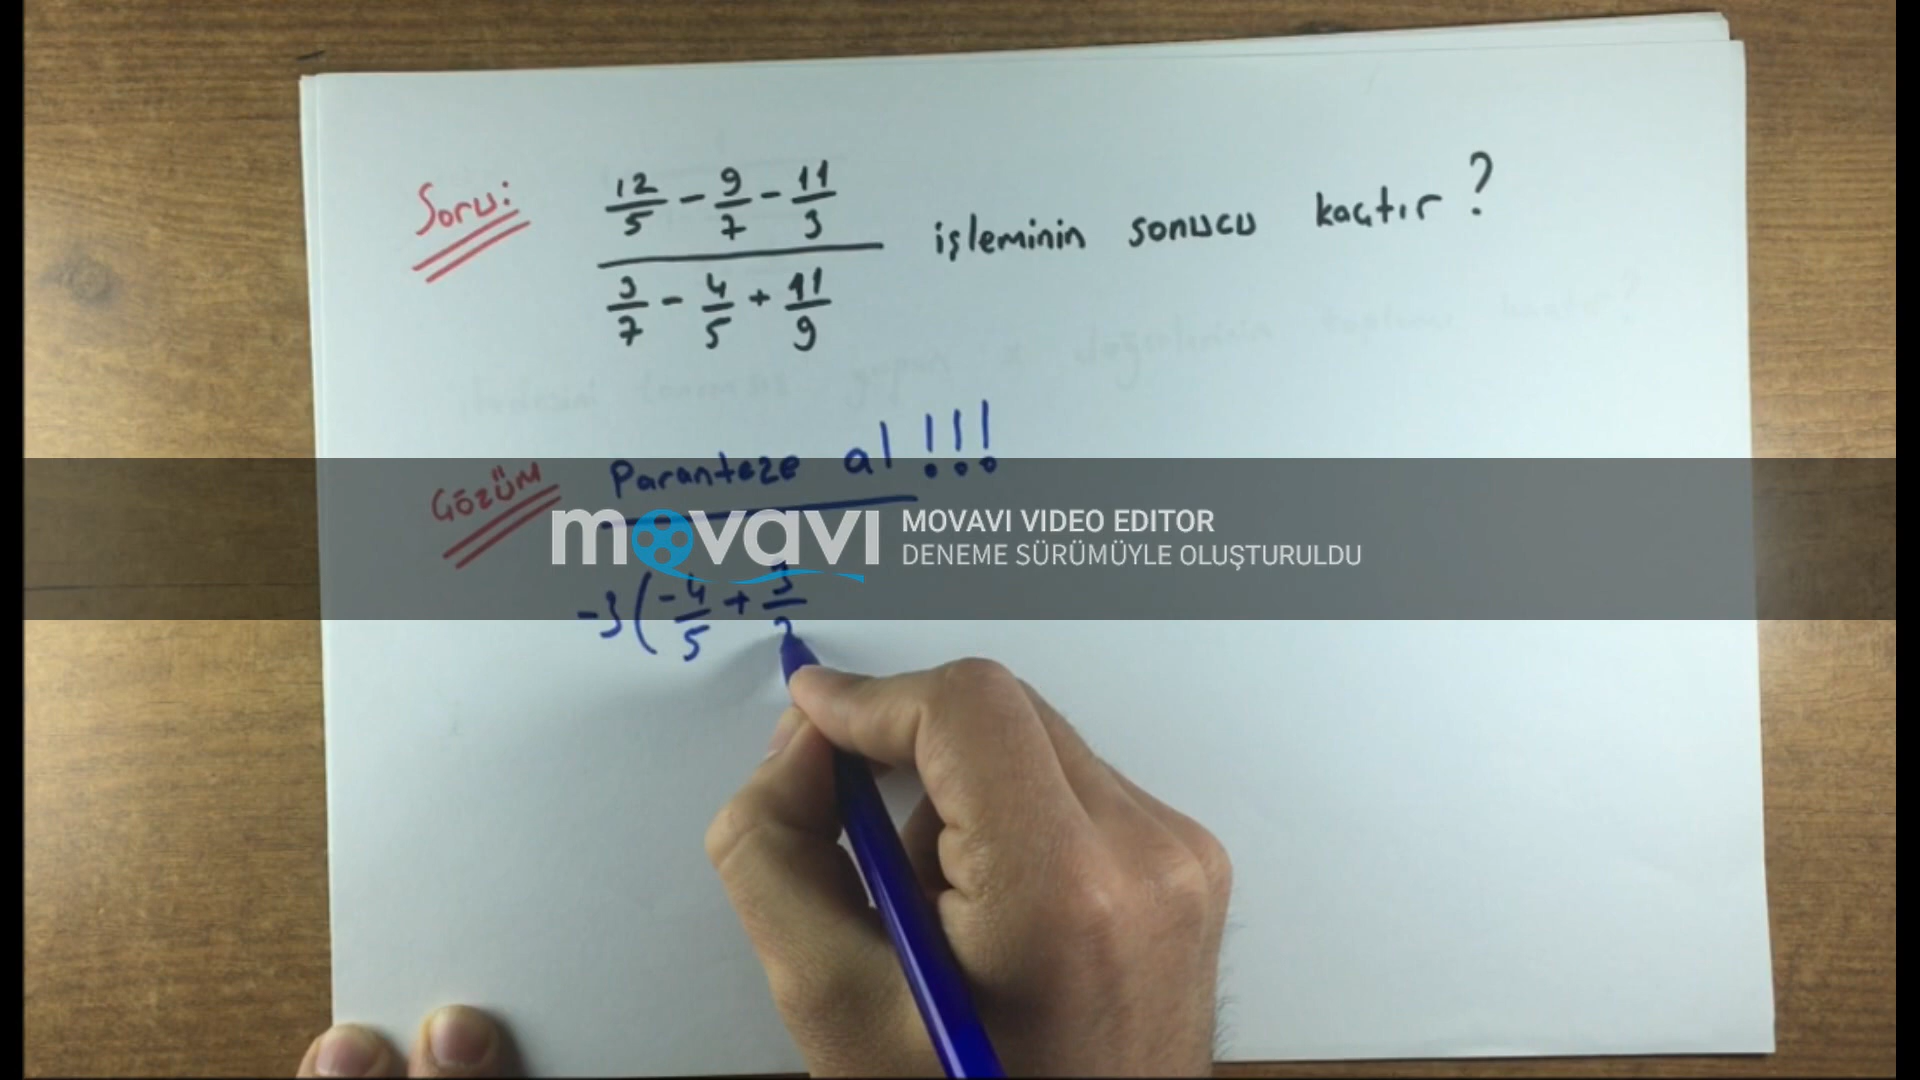 Soru: 12/5 - 9/7 - 11/3 işleminin sonucu kaçtır?
3/7 - 4/5 + 11/9
Çözüm Paranteze al!!!
movavi MOVAVI VIDEO EDITOR
DENEME SÜRÜMÜYLE OLUŞTURULDU
-3(-4/5 + 3/